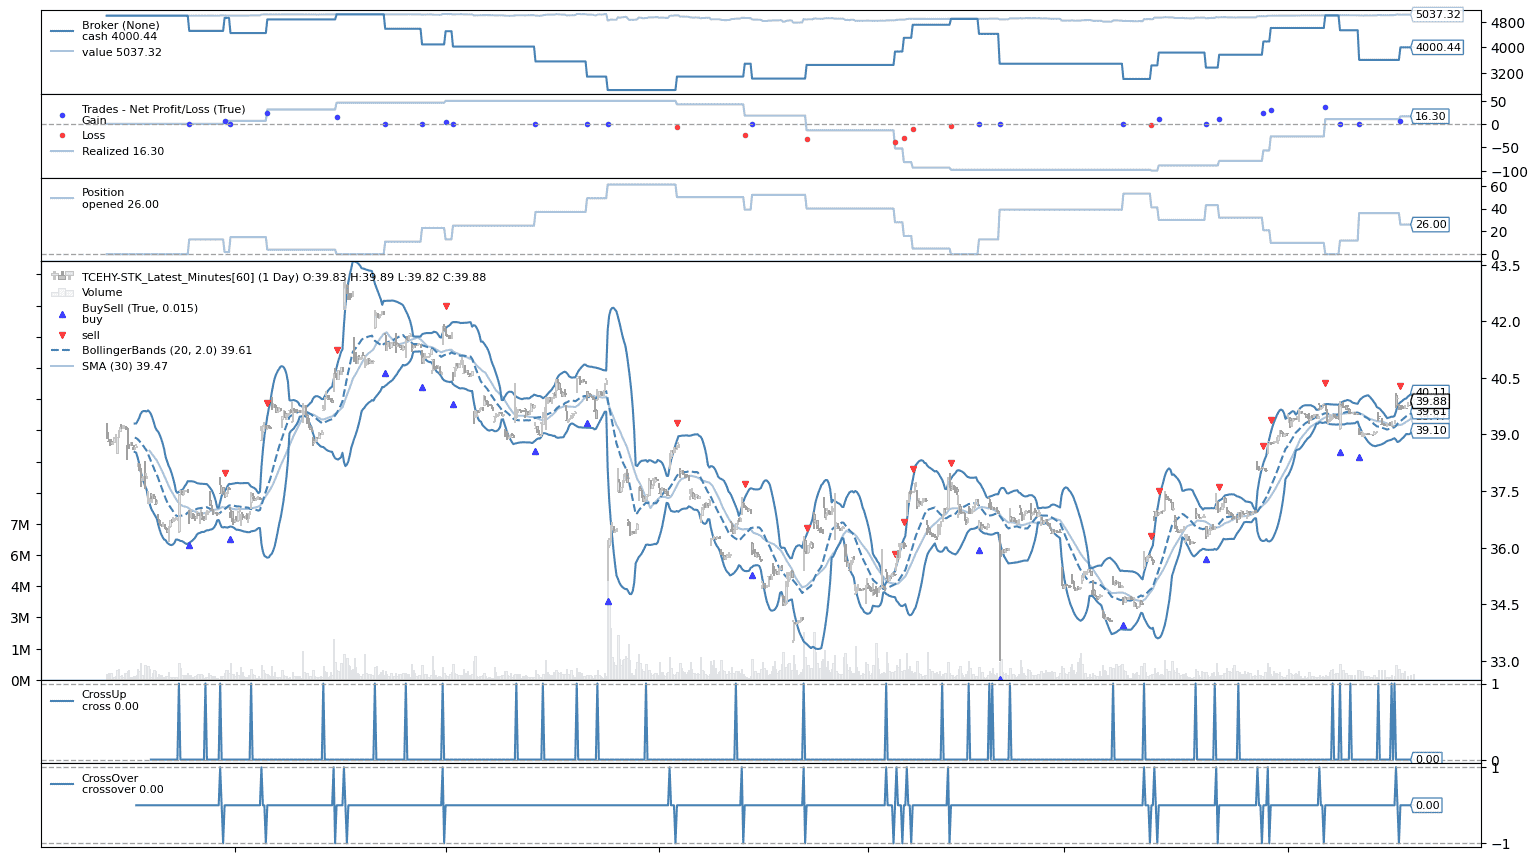 Broker (None)
cash 4000.44
value 5037.32
5037.32
4800
4000.44
4000
3200
Trades - Net Profit/Loss (True)
Gain
Loss
Realized 16.30
50
16.30
0
−50
−100
Position
opened 26.00
60
40
26.00
20
0
TCEHY-STK_Latest_Minutes[60] (1 Day) O:39.83 H:39.89 L:39.82 C:39.88
Volume
BuySell (True, 0.015)
buy
sell
BollingerBands (20, 2.0) 39.61
SMA (30) 39.47
43.5
42.0
40.5
40.11
39.88
39.61
39.10
39.0
37.5
36.0
34.5
33.0
7M
6M
4M
3M
1M
0M
CrossUp
cross 0.00
1
0.00
0
CrossOver
crossover 0.00
1
0.00
−1